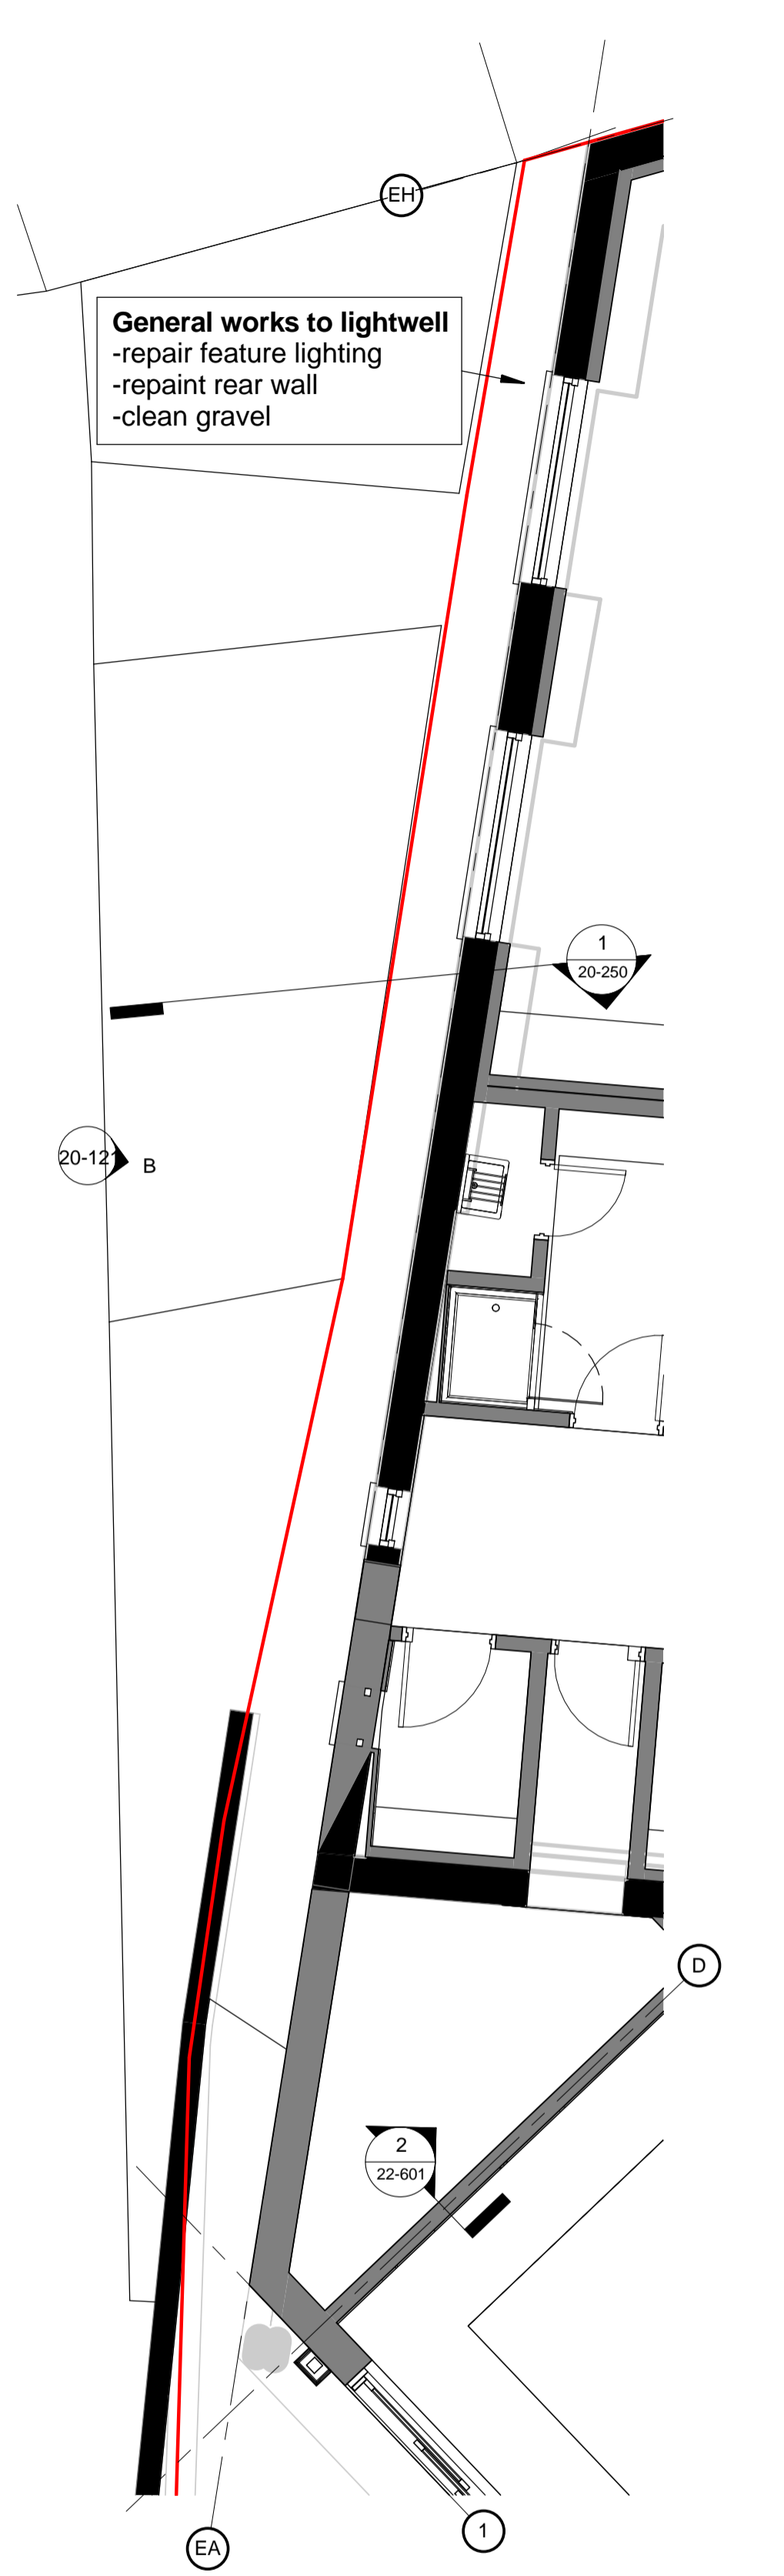 EH
General works to lightwell
-repair feature lighting
-repaint rear wall
-clean gravel
1
20-250
20-121
B
D
2
22-601
1
EA